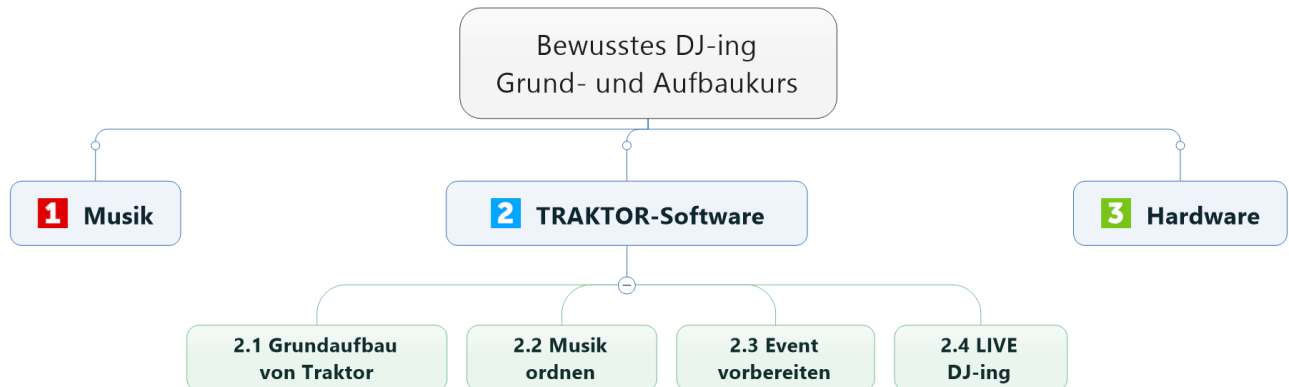 Bewusstes DJ-ing
Grund- und Aufbaukurs
1 Musik
2 TRAKTOR-Software
3 Hardware
2.1 Grundaufbau
von Traktor
2.2 Musik
ordnen
2.3 Event
vorbereiten
2.4 LIVE
DJ-ing